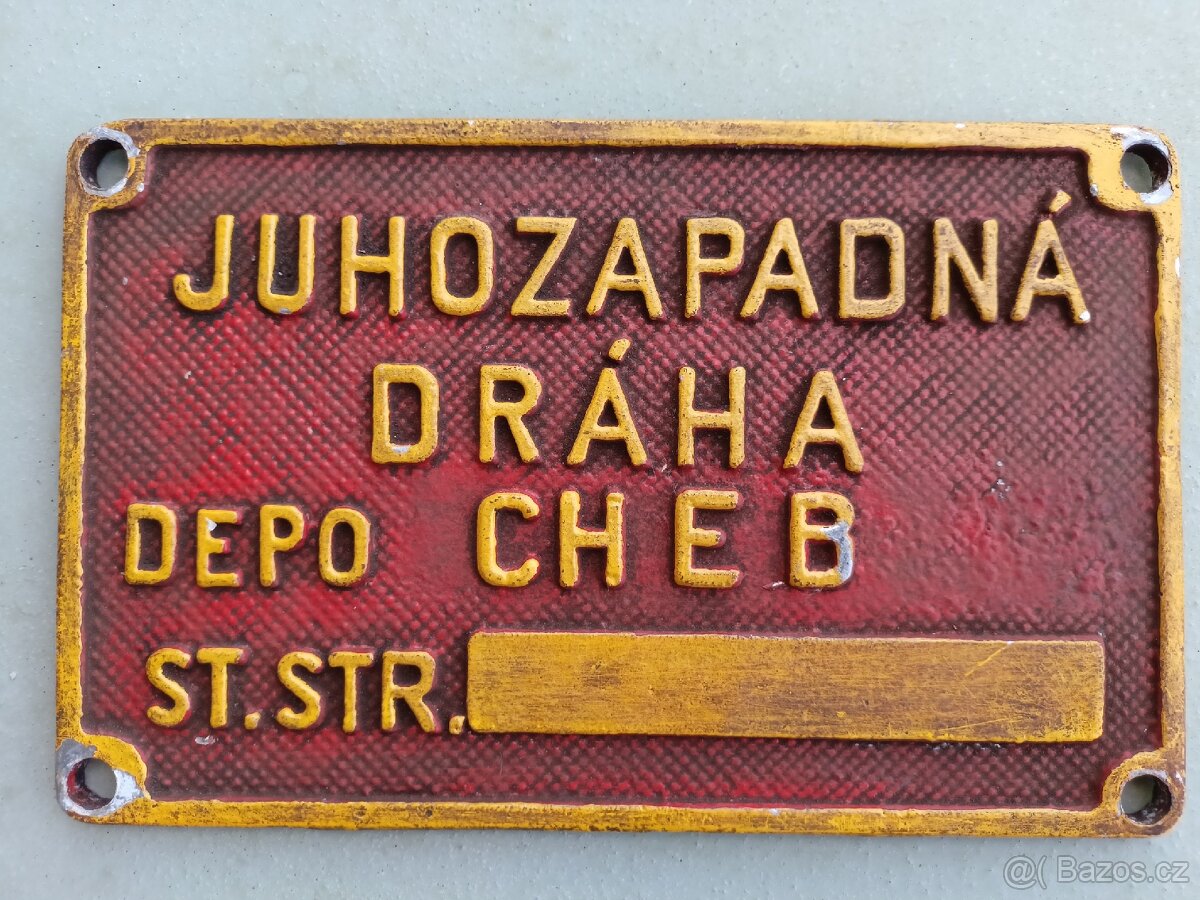 JUHOZAPADNÁ
DRÁHA
DEPO CHEB
ST. STR.
@( Bazos.cz